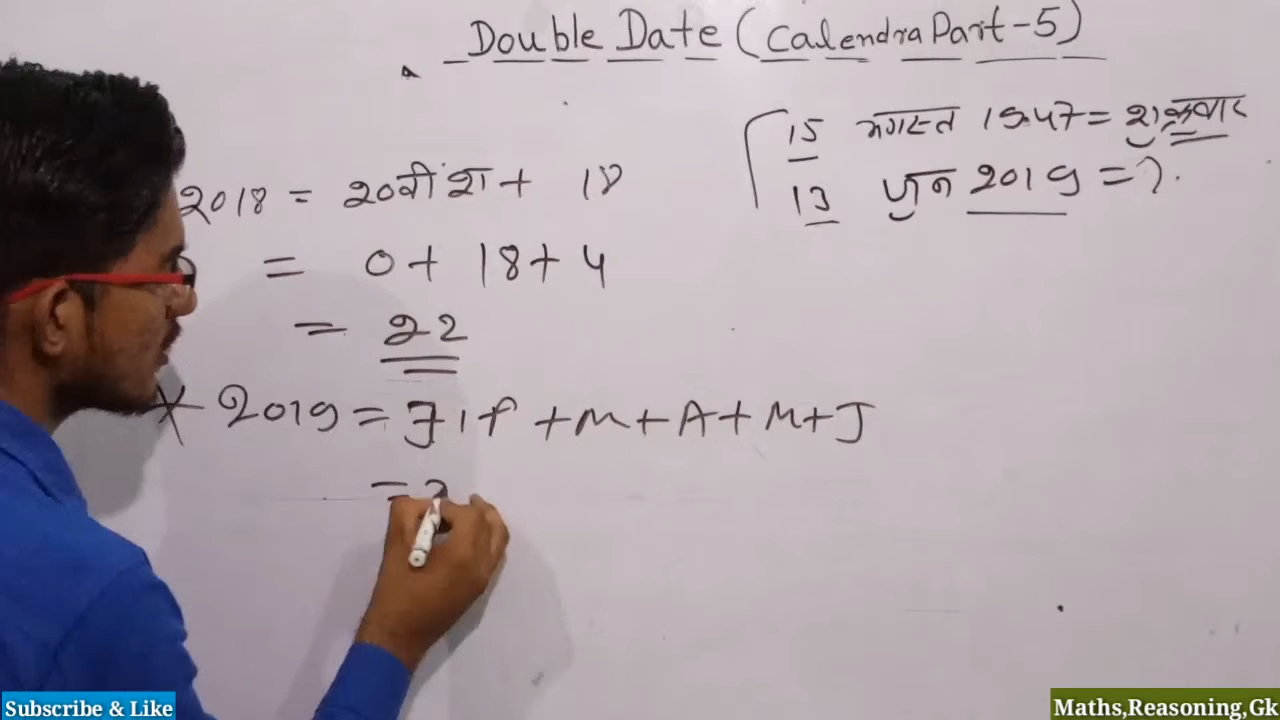 Double Date (Calendra Part-5)
15 अगस्त 1947 = शुक्रवार
13 जून 2019 = ?
2018 = 20वीं श + 18
= 0 + 18 + 4
= 22
* 2019 = J + F + M + A + M + J
= 3
Subscribe & Like
Maths,Reasoning,Gk